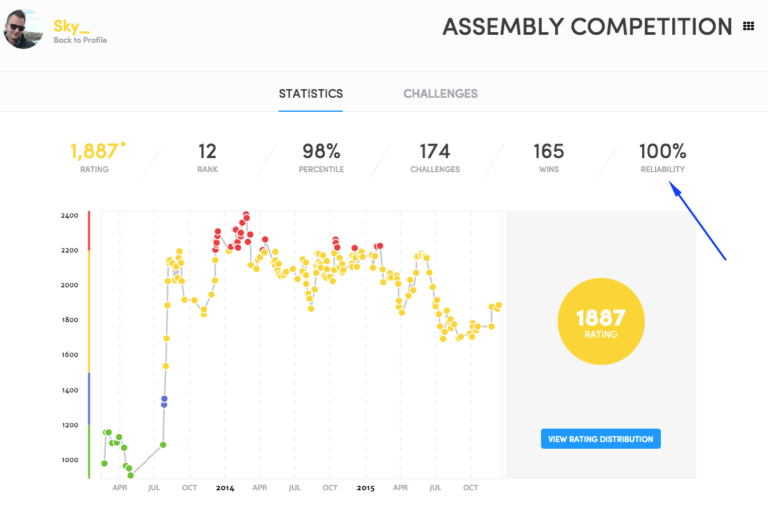 Sky_
Back to Profile
ASSEMBLY COMPETITION
STATISTICS
CHALLENGES
1,887
RATING
12
RANK
98%
PERCENTILE
174
CHALLENGES
165
WINS
100%
RELIABILITY
2400
2200
2000
1800
1600
1400
1200
1000
APR
JUL
OCT
2014
APR
JUL
OCT
2015
APR
JUL
OCT
1887
RATING
VIEW RATING DISTRIBUTION